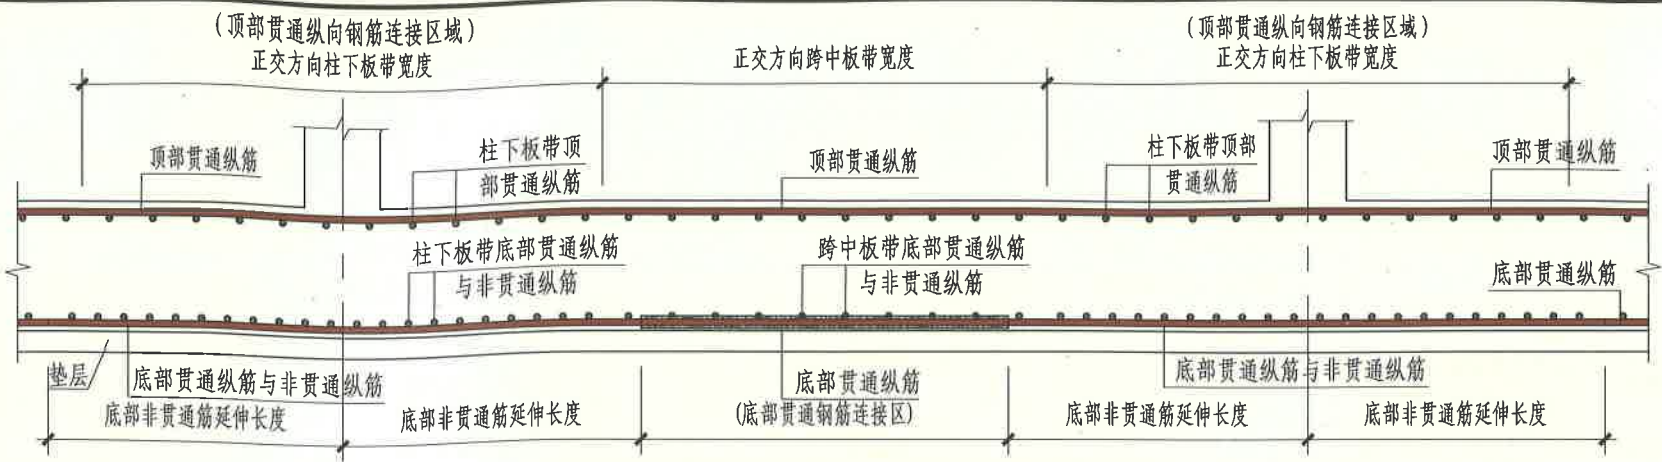 (顶部贯通纵向钢筋连接区域)
正交方向柱下板带宽度
正交方向跨中板带宽度
(顶部贯通纵向钢筋连接区域)
正交方向柱下板带宽度
顶部贯通纵筋
柱下板带顶
部贯通纵筋
顶部贯通纵筋
柱下板带顶部
贯通纵筋
顶部贯通纵筋
柱下板带底部贯通纵筋
与非贯通纵筋
跨中板带底部贯通纵筋
与非贯通纵筋
底部贯通纵筋
垫层
底部贯通纵筋与非贯通纵筋
底部贯通纵筋
(底部贯通钢筋连接区)
底部贯通纵筋与非贯通纵筋
底部非贯通筋延伸长度
底部非贯通筋延伸长度
底部非贯通筋延伸长度
底部非贯通筋延伸长度